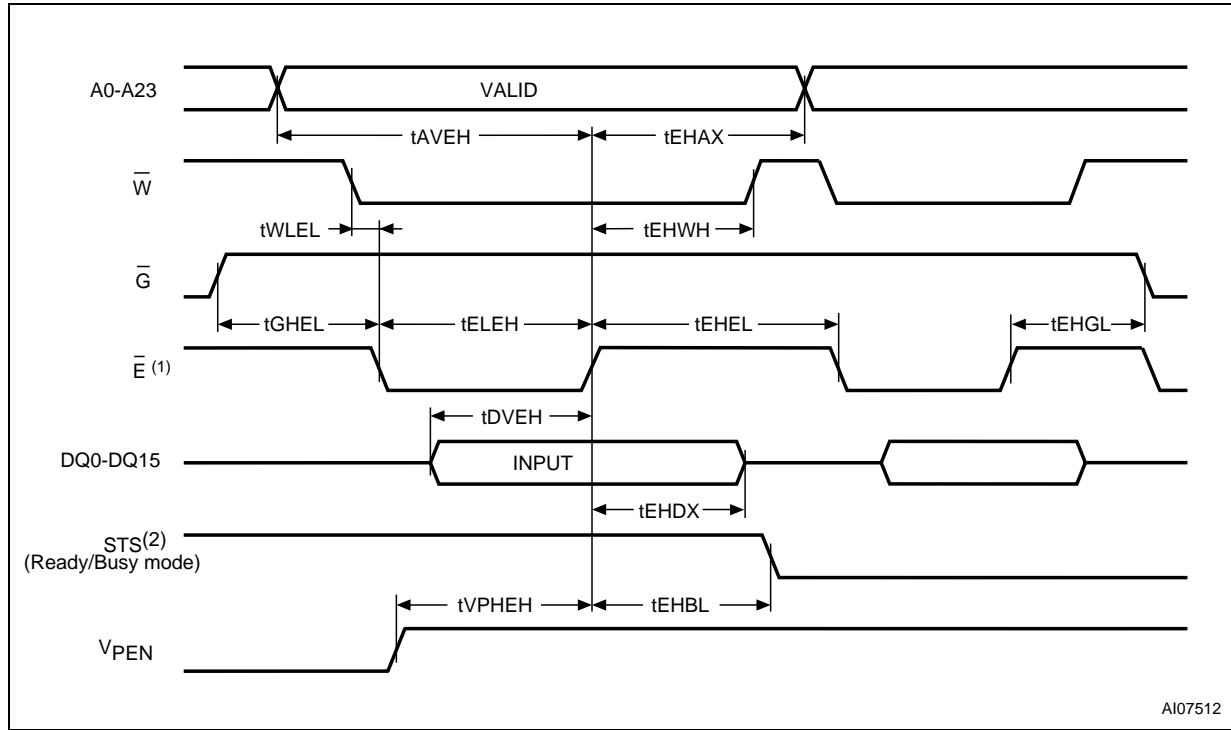 A0-A23
VALID
tAVEH
tEHAX
W̅
tWLEL
tEHWH
G̅
tGHEL
tELEH
tEHEL
tEHGL
E̅ (1)
tDVEH
DQ0-DQ15
INPUT
tEHDX
STS(2)
(Ready/Busy mode)
tVPHEH
tEHBL
VPEN
AI07512